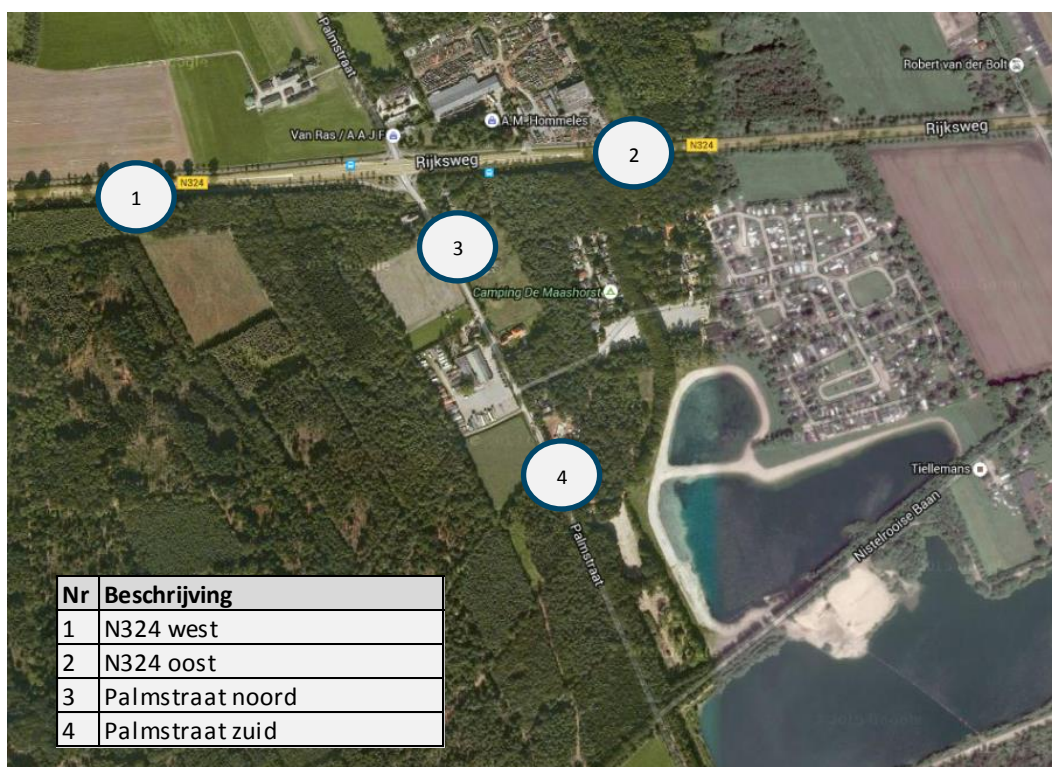 Palmstraat
Robert van der Bolt
A.M. Hommeles
Van Ras / A A J F
Rijksweg
N324
Rijksweg
N324
1
2
3
Camping De Maashorst
4
Tiellemans
Nistelrooise Baan
Palmstraat
Nr Beschrijving
1 N324 west
2 N324 oost
3 Palmstraat noord
4 Palmstraat zuid